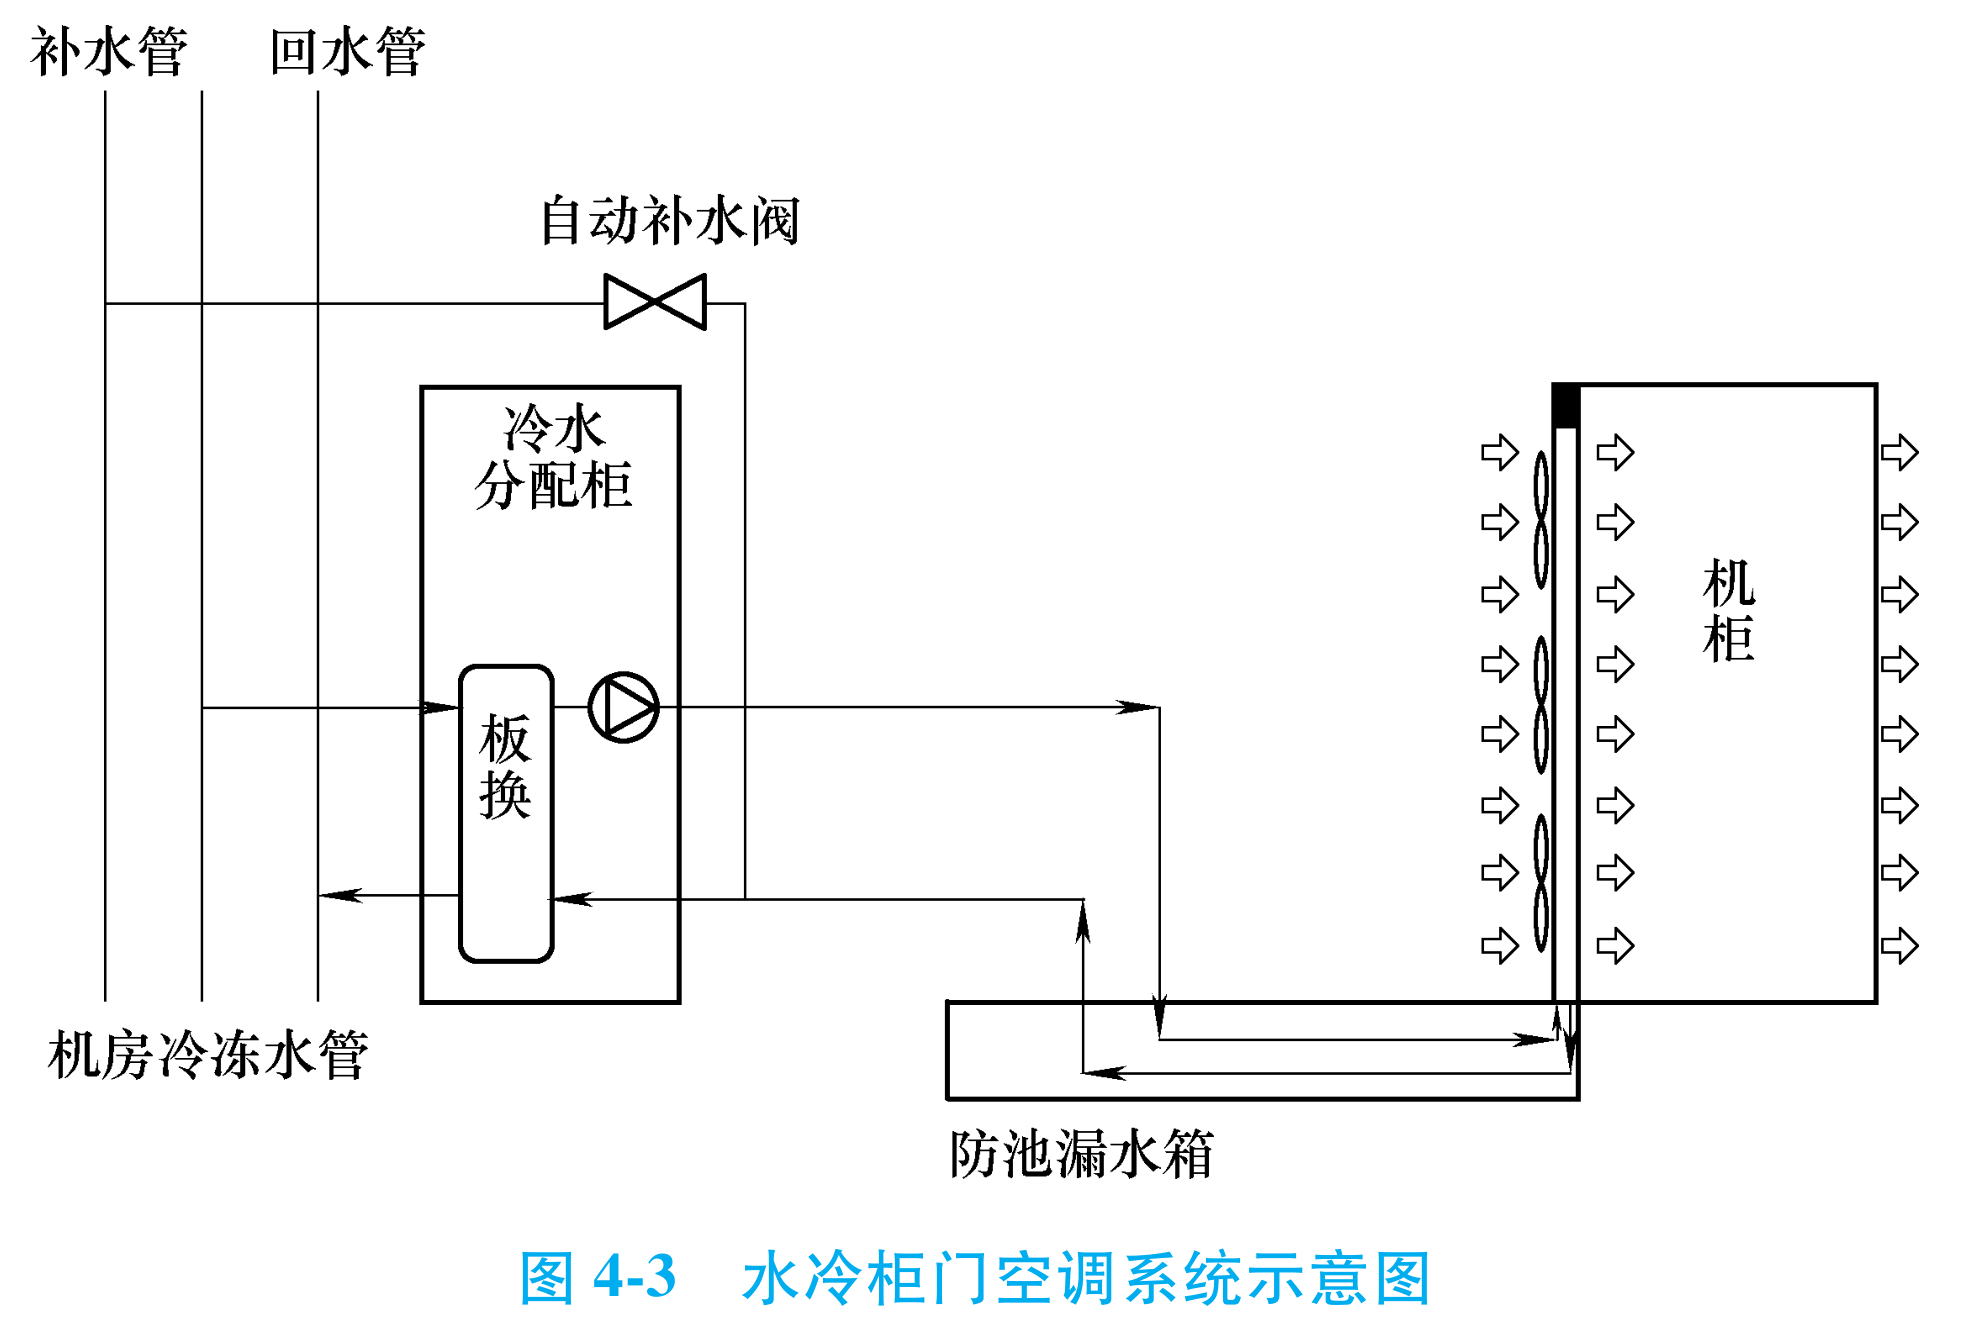 补水管 回水管
自动补水阀
冷水
分配柜
机
柜
板
换
机房冷冻水管
防池漏水箱
图 4-3 水冷柜门空调系统示意图